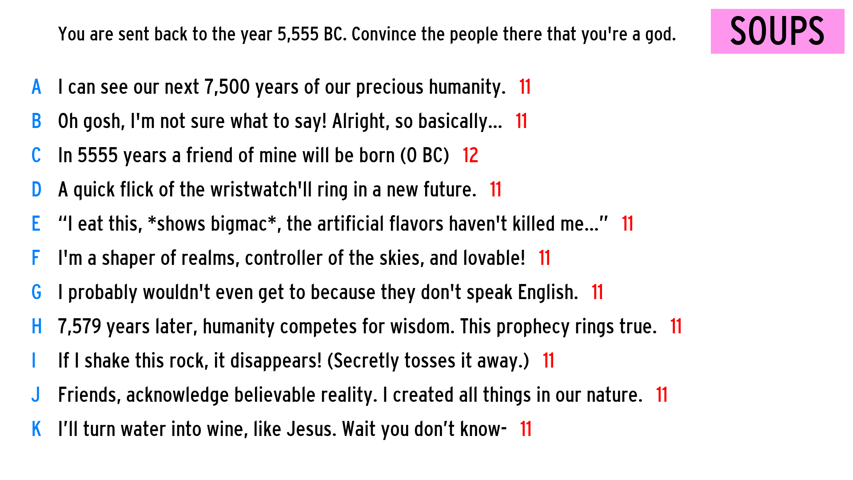 You are sent back to the year 5,555 BC. Convince the people there that you're a god.
SOUPS
A I can see our next 7,500 years of our precious humanity. 11
B Oh gosh, I'm not sure what to say! Alright, so basically... 11
C In 5555 years a friend of mine will be born (0 BC) 12
D A quick flick of the wristwatch'll ring in a new future. 11
E “I eat this, *shows bigmac*, the artificial flavors haven't killed me...” 11
F I'm a shaper of realms, controller of the skies, and lovable! 11
G I probably wouldn't even get to because they don't speak English. 11
H 7,579 years later, humanity competes for wisdom. This prophecy rings true. 11
I If I shake this rock, it disappears! (Secretly tosses it away.) 11
J Friends, acknowledge believable reality. I created all things in our nature. 11
K I’ll turn water into wine, like Jesus. Wait you don’t know- 11